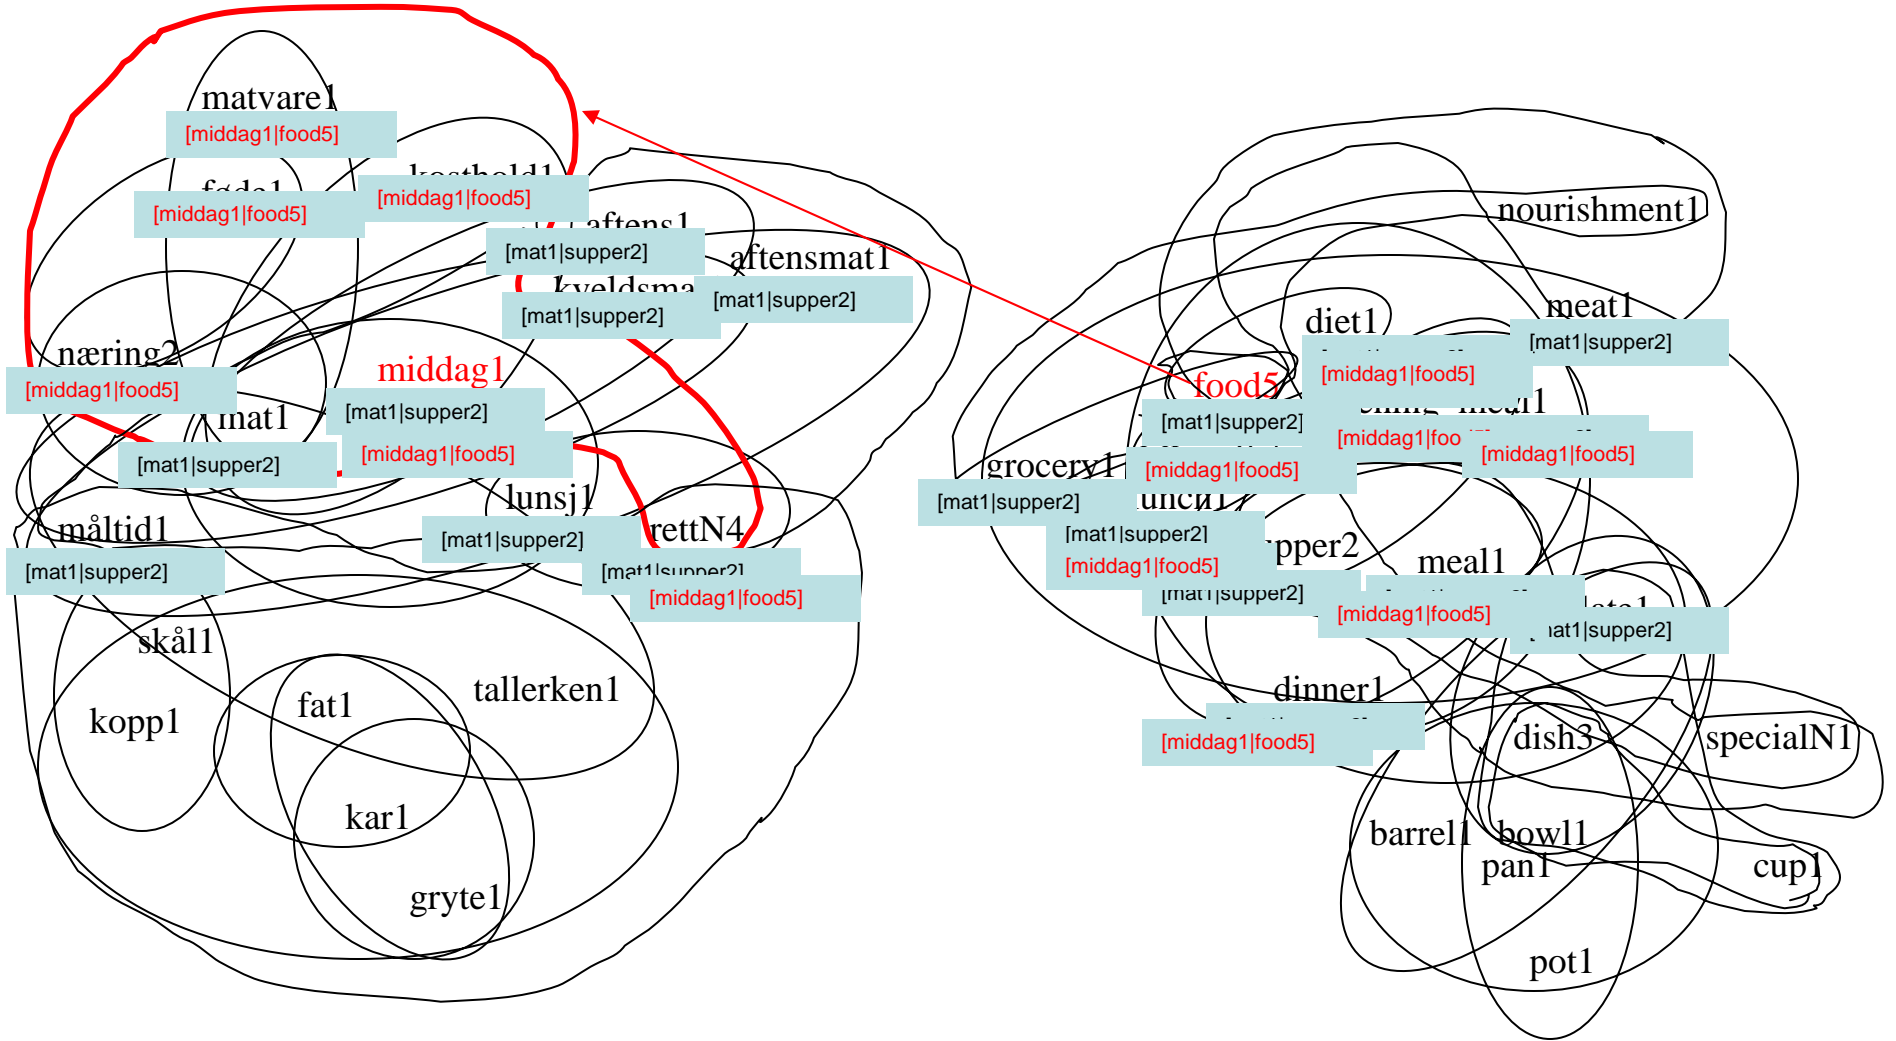 matvare1
[middag1|food5]
[middag1|food5]
[middag1|food5]
aftens1
[mat1|supper2]
aftensmat1
[mat1|supper2]
[mat1|supper2]
næring2
[middag1|food5]
middag1
[mat1|supper2]
mat1
[middag1|food5]
[mat1|supper2]
lunsj1
måltid1
rettN4
[mat1|supper2]
[mat1|supper2]
[mat1|supper2]
[middag1|food5]
skål1
kopp1
fat1
tallerken1
kar1
gryte1
nourishment1
meat1
diet1
[mat1|supper2]
[middag1|food5]
food5
[mat1|supper2]
[middag1|foo
[middag1|food5]
grocery1
[middag1|food5]
[mat1|supper2]
lunch1
[mat1|supper2]
pper2
[middag1|food5]
meal1
[mat1|supper2]
[middag1|food5]
mat1|supper2]
dinner1
[middag1|food5]
dish3
specialN1
barrel1
bowl1
pan1
cup1
pot1